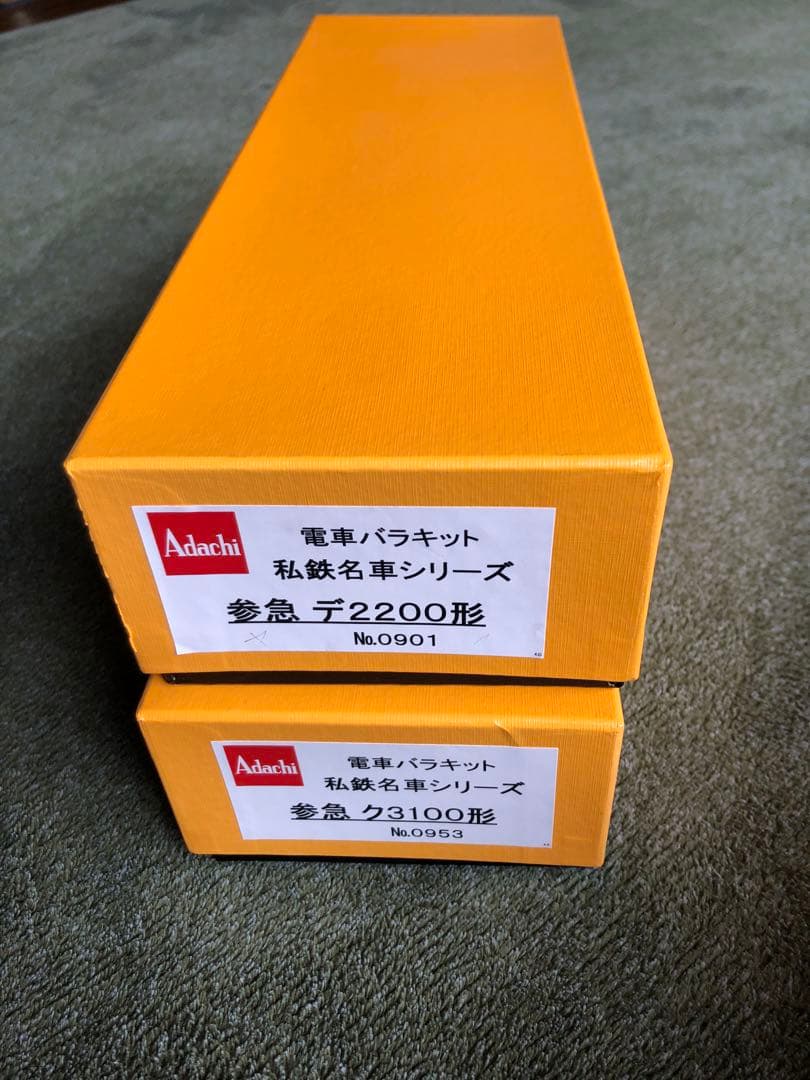 Adachi
電車バラキット
私鉄名車シリーズ
参急 デ2200形
No.0901
Adachi
電車バラキット
私鉄名車シリーズ
参急 ク3100形
No.0953